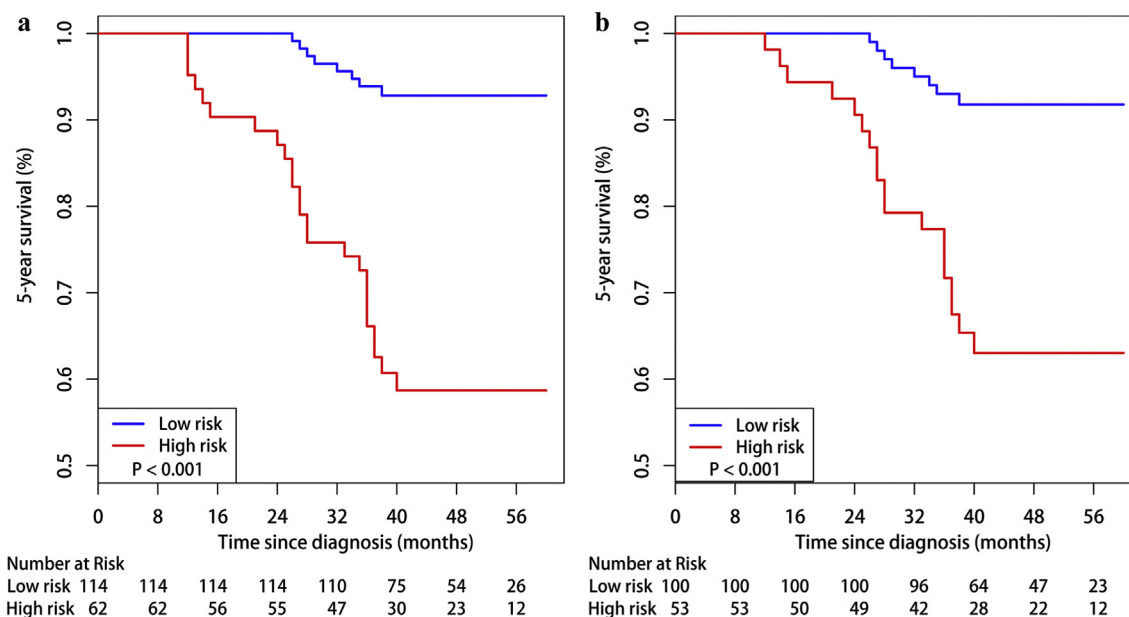 a
5-year survival (%)
1.0
0.9
0.8
0.7
0.6
0.5
Low risk
High risk
P < 0.001
0 8 16 24 32 40 48 56
Time since diagnosis (months)
Number at Risk
Low risk 114 114 114 114 110 75 54 26
High risk 62 62 56 55 47 30 23 12
b
5-year survival (%)
1.0
0.9
0.8
0.7
0.6
0.5
Low risk
High risk
P < 0.001
0 8 16 24 32 40 48 56
Time since diagnosis (months)
Number at Risk
Low risk 100 100 100 100 96 64 47 23
High risk 53 53 50 49 42 28 22 12